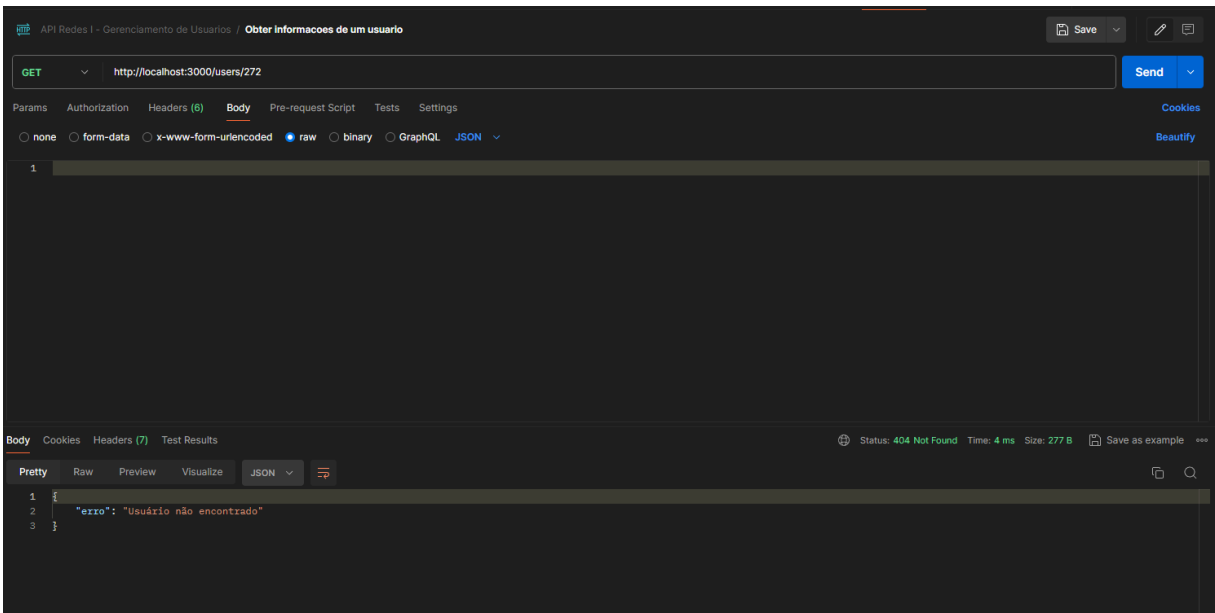 HTTP API Redes I - Gerenciamento de Usuarios / Obter informacoes de um usuario Save
GET http://localhost:3000/users/272 Send
Params Authorization Headers (6) Body Pre-request Script Tests Settings Cookies
none form-data x-www-form-urlencoded raw binary GraphQL JSON Beautify
1
Body Cookies Headers (7) Test Results Status: 404 Not Found Time: 4 ms Size: 277 B Save as example
Pretty Raw Preview Visualize JSON
1 {
2 "erro": "Usuário não encontrado"
3 }